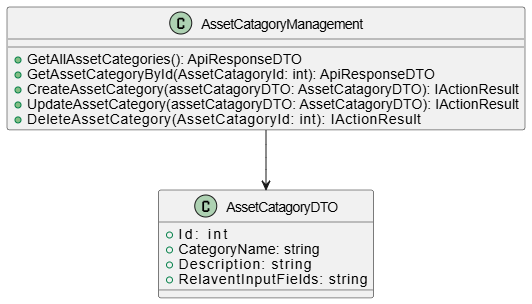 C AssetCatagoryManagement
GetAllAssetCategories(): ApiResponseDTO
GetAssetCategoryById(AssetCatagoryId: int): ApiResponseDTO
CreateAssetCategory(assetCatagoryDTO: AssetCatagoryDTO): IActionResult
UpdateAssetCategory(assetCatagoryDTO: AssetCatagoryDTO): IActionResult
DeleteAssetCategory(AssetCatagoryId: int): IActionResult
C AssetCatagoryDTO
Id: int
CategoryName: string
Description: string
RelaventInputFields: string